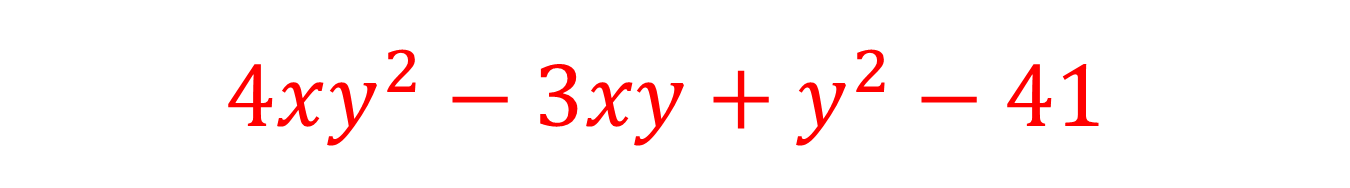 4xy² − 3xy + y² − 41